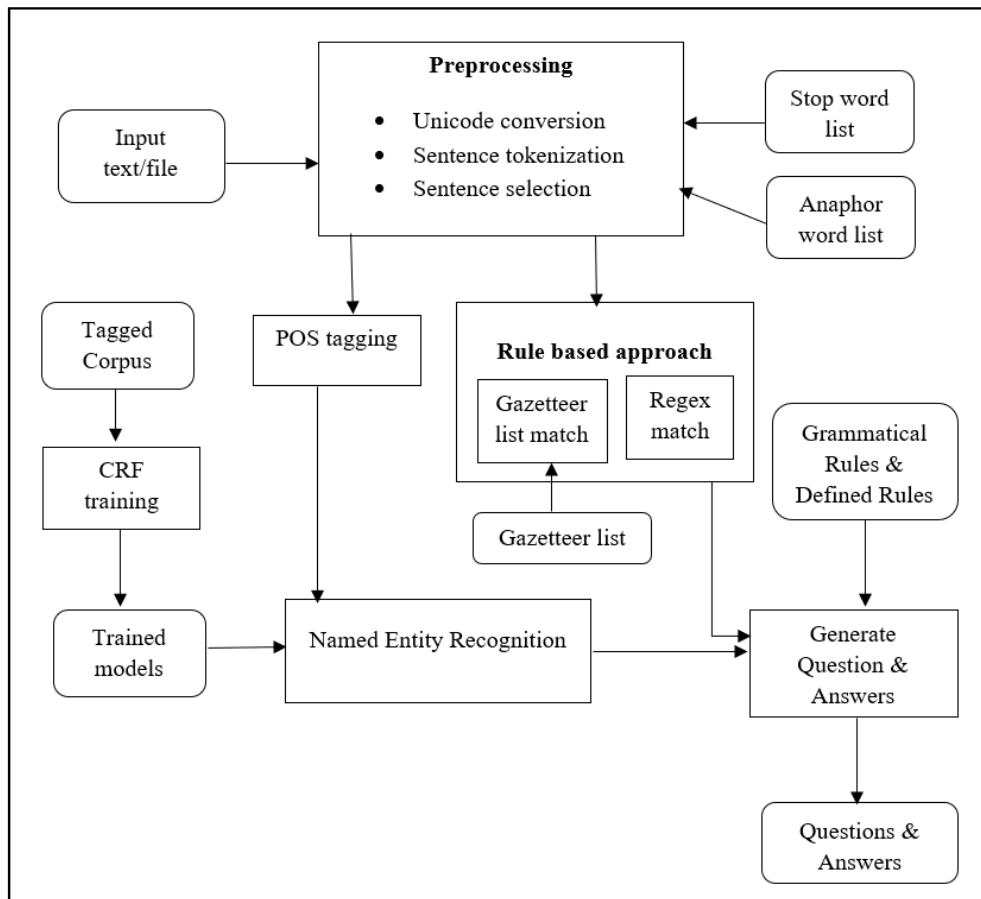 Preprocessing
• Unicode conversion
• Sentence tokenization
• Sentence selection
Input
text/file
Stop word
list
Anaphor
word list
Tagged
Corpus
POS tagging
Rule based approach
Gazetteer
list match
Regex
match
Grammatical
Rules &
Defined Rules
CRF
training
Gazetteer list
Trained
models
Named Entity Recognition
Generate
Question &
Answers
Questions &
Answers